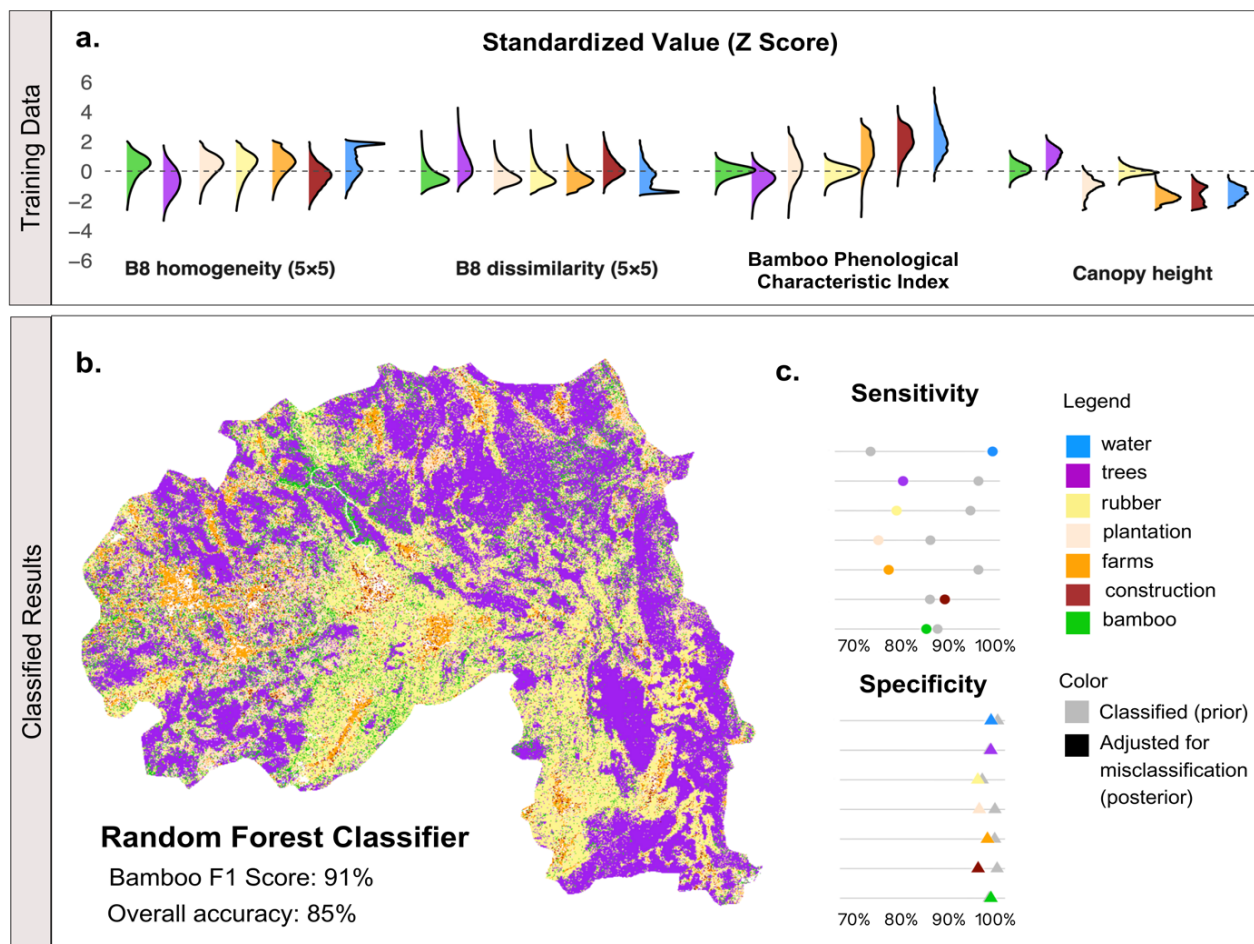 Training Data
a.
Standardized Value (Z Score)
6
4
2
0
−2
−4
−6
B8 homogeneity (5×5)
B8 dissimilarity (5×5)
Bamboo Phenological
Characteristic Index
Canopy height
Classified Results
b.
Random Forest Classifier
Bamboo F1 Score: 91%
Overall accuracy: 85%
c.
Sensitivity
70% 80% 90% 100%
Specificity
70% 80% 90% 100%
Legend
water
trees
rubber
plantation
farms
construction
bamboo
Color
Classified (prior)
Adjusted for
misclassification
(posterior)